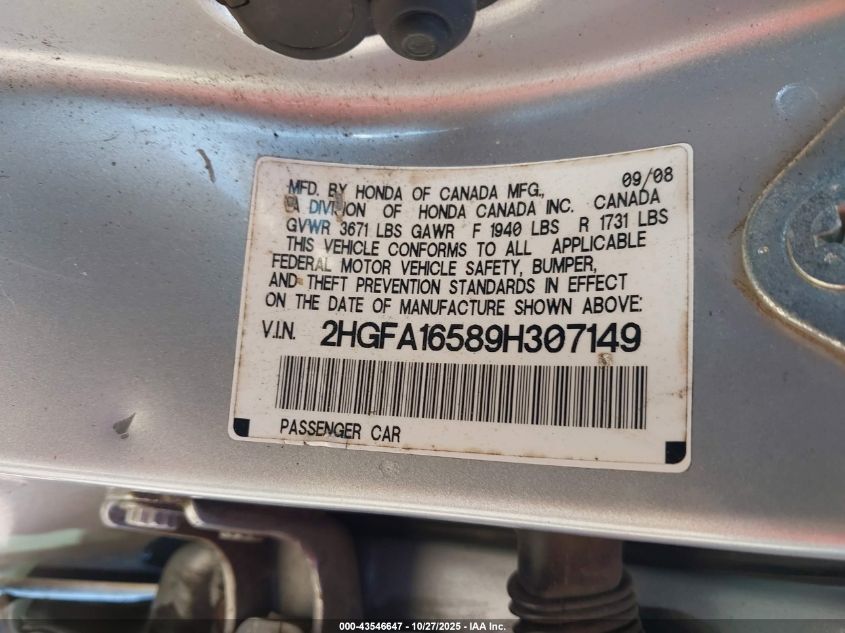 09/08
MFD. BY HONDA OF CANADA MFG.,
A DIVISION OF HONDA CANADA INC. CANADA
GVWR 3671 LBS GAWR F 1940 LBS R 1731 LBS
THIS VEHICLE CONFORMS TO ALL APPLICABLE
FEDERAL MOTOR VEHICLE SAFETY, BUMPER,
AND THEFT PREVENTION STANDARDS IN EFFECT
ON THE DATE OF MANUFACTURE SHOWN ABOVE:
V.I.N. 2HGFA16589H307149
PASSENGER CAR
000-43546647 | 10/27/2025 | IAA Inc.